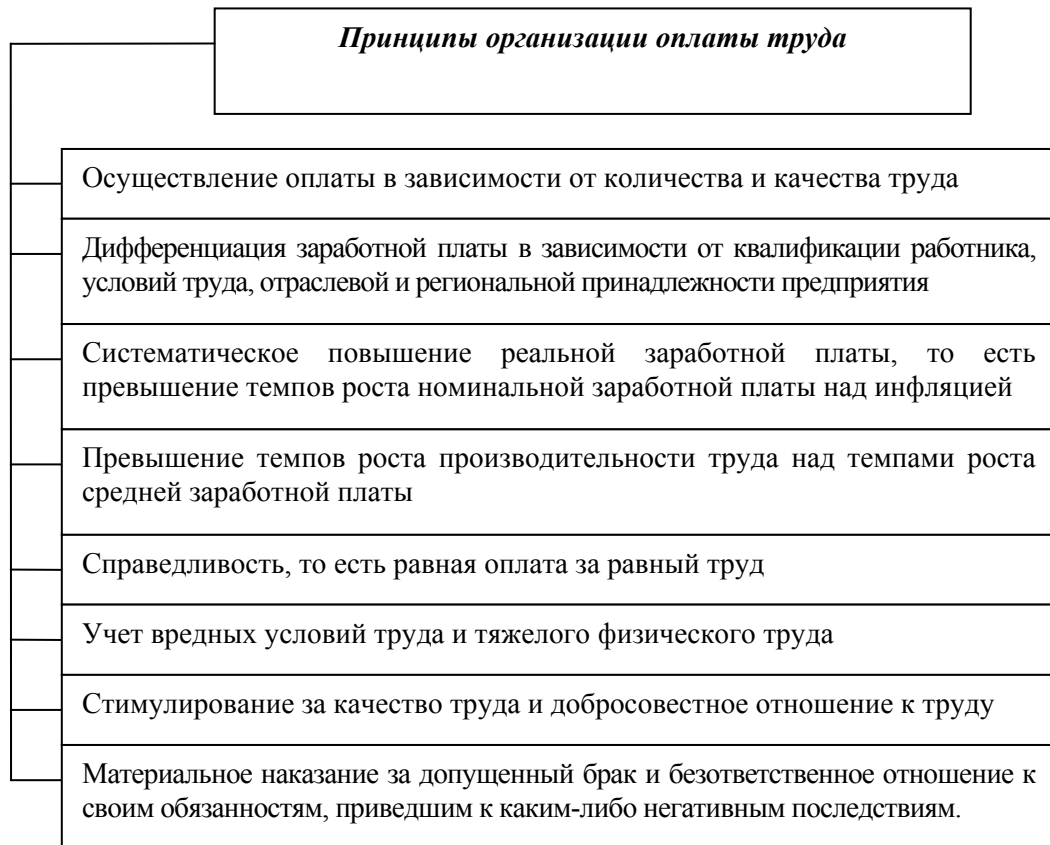 Принципы организации оплаты труда
Осуществление оплаты в зависимости от количества и качества труда
Дифференциация заработной платы в зависимости от квалификации работника,
условий труда, отраслевой и региональной принадлежности предприятия
Систематическое повышение реальной заработной платы, то есть
превышение темпов роста номинальной заработной платы над инфляцией
Превышение темпов роста производительности труда над темпами роста
средней заработной платы
Справедливость, то есть равная оплата за равный труд
Учет вредных условий труда и тяжелого физического труда
Стимулирование за качество труда и добросовестное отношение к труду
Материальное наказание за допущенный брак и безответственное отношение к
своим обязанностям, приведшим к каким-либо негативным последствиям.